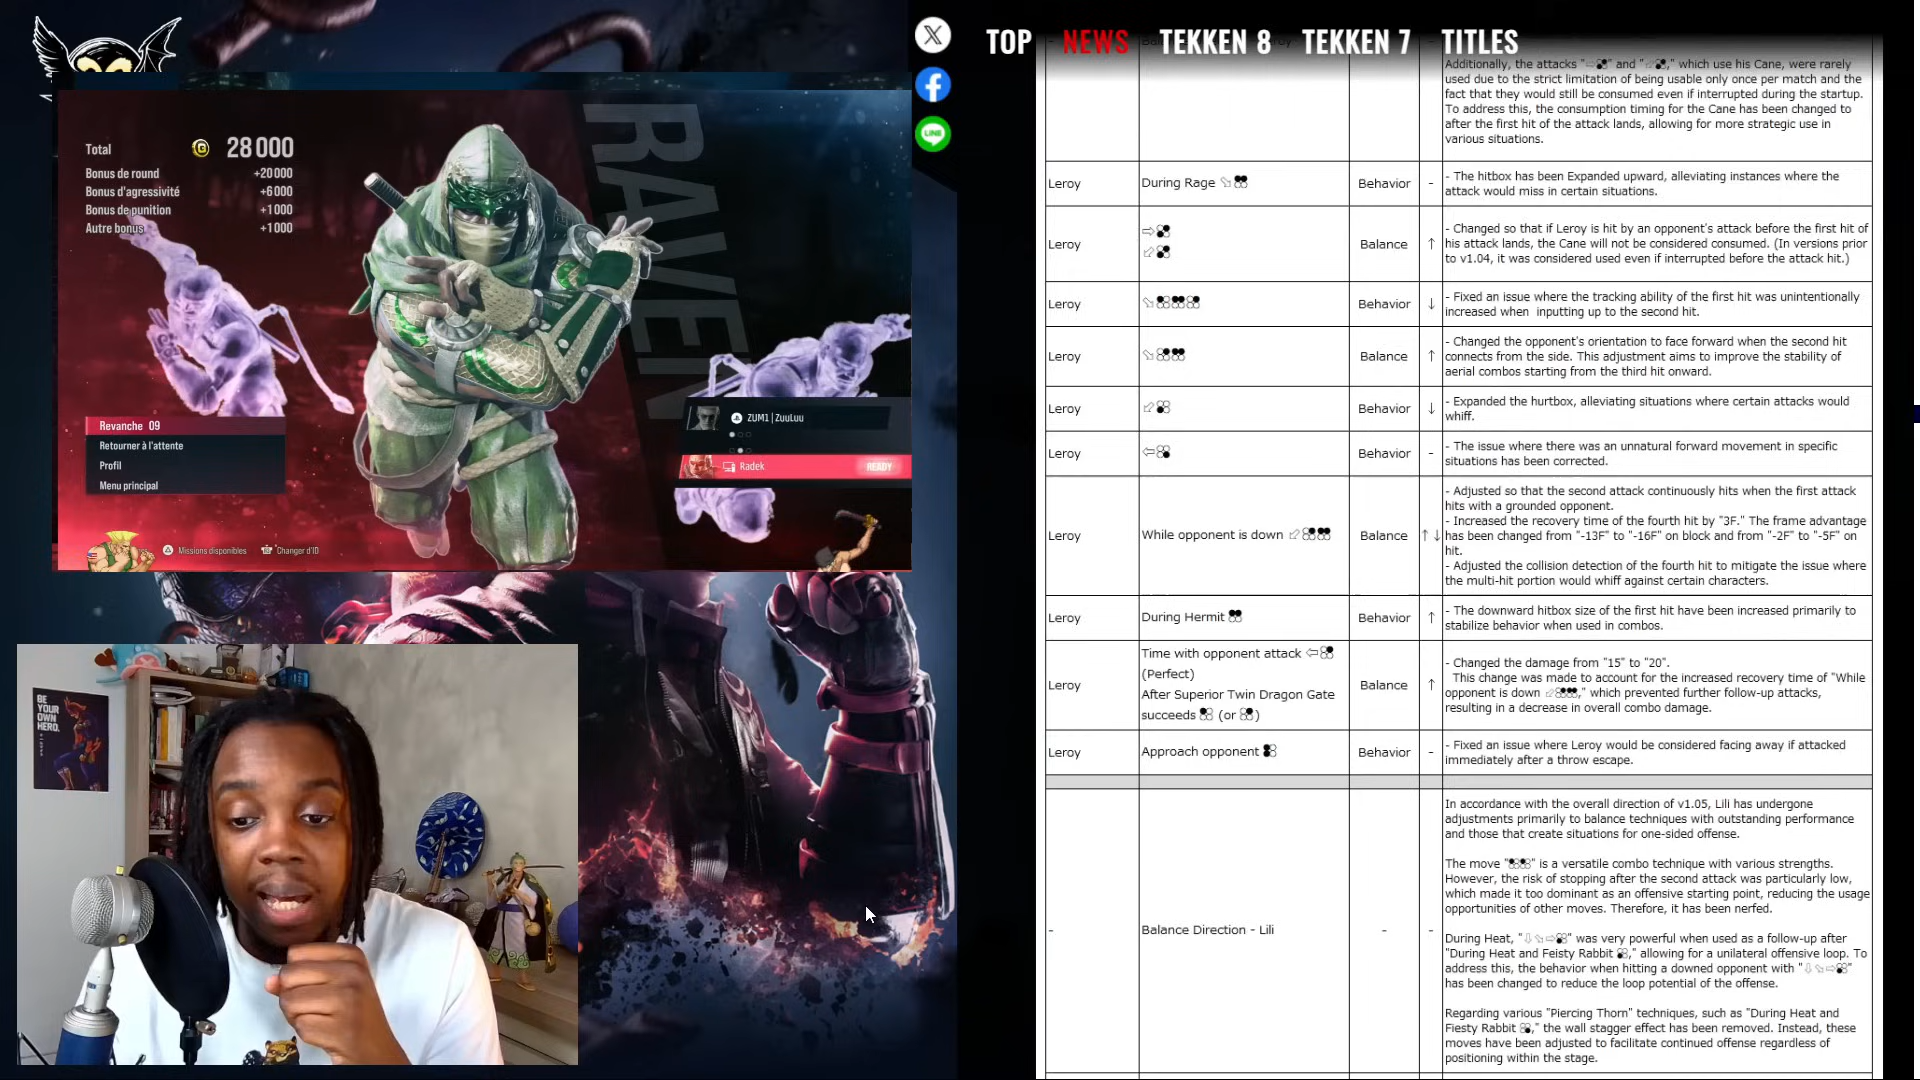 TOP NEWS TEKKEN 8 TEKKEN 7 TITLES
RAVEN
Total 28 000
Bonus de round +20 000
Bonus d'agressivité +6 000
Bonus de punition +1 000
Autre bonus +1 000
Revanche 09
Retourner à l'attente
Profil
Menu principal
ZUM1 | ZuuLuu
Radek READY
Missions disponibles Changer d'ID
LINE
BE
YOUR
OWN
HERO.
Additionally, the attacks " " and " ," which use his Cane, were rarely
used due to the strict limitation of being usable only once per match and the
fact that they would still be consumed even if interrupted during the startup.
To address this, the consumption timing for the Cane has been changed to
after the first hit of the attack lands, allowing for more strategic use in
various situations.
Leroy During Rage ⇘ Behavior - - The hitbox has been Expanded upward, alleviating instances where the
attack would miss in certain situations.
Leroy ⇨ ⇙ Balance ↑ - Changed so that if Leroy is hit by an opponent's attack before the first hit of
his attack lands, the Cane will not be considered consumed. (In versions prior
to v1.04, it was considered used even if interrupted before the attack hit.)
Leroy ⇘ Behavior ↓ - Fixed an issue where the tracking ability of the first hit was unintentionally
increased when inputting up to the second hit.
Leroy ⇘ Balance ↑ - Changed the opponent's orientation to face forward when the second hit
connects from the side. This adjustment aims to improve the stability of
aerial combos starting from the third hit onward.
Leroy ⇙ Behavior ↓ - Expanded the hurtbox, alleviating situations where certain attacks would
whiff.
Leroy ⇦ Behavior - - The issue where there was an unnatural forward movement in specific
situations has been corrected.
Leroy While opponent is down ⇙ Balance ↑↓ - Adjusted so that the second attack continuously hits when the first attack
hits with a grounded opponent.
- Increased the recovery time of the fourth hit by "3F." The frame advantage
has been changed from "-13F" to "-16F" on block and from "-2F" to "-5F" on
hit.
- Adjusted the collision detection of the fourth hit to mitigate the issue where
the multi-hit portion would whiff against certain characters.
Leroy During Hermit Behavior ↑ - The downward hitbox size of the first hit have been increased primarily to
stabilize behavior when used in combos.
Leroy Time with opponent attack ⇦
(Perfect)
After Superior Twin Dragon Gate
succeeds (or ) Balance ↑ - Changed the damage from "15" to "20".
This change was made to account for the increased recovery time of "While
opponent is down ⇙ ," which prevented further follow-up attacks,
resulting in a decrease in overall combo damage.
Leroy Approach opponent Behavior - - Fixed an issue where Leroy would be considered facing away if attacked
immediately after a throw escape.
- Balance Direction - Lili - - In accordance with the overall direction of v1.05, Lili has undergone
adjustments primarily to balance techniques with outstanding performance
and those that create situations for one-sided offense.
The move " " is a versatile combo technique with various strengths.
However, the risk of stopping after the second attack was particularly low,
which made it too dominant as an offensive starting point, reducing the usage
opportunities of other moves. Therefore, it has been nerfed.
During Heat, "⇩⇘⇨ " was very powerful when used as a follow-up after
"During Heat and Feisty Rabbit ," allowing for a unilateral offensive loop. To
address this, the behavior when hitting a downed opponent with "⇩⇘⇨ "
has been changed to reduce the loop potential of the offense.
Regarding various "Piercing Thorn" techniques, such as "During Heat and
Fiesty Rabbit ," the wall stagger effect has been removed. Instead, these
moves have been adjusted to facilitate continued offense regardless of
positioning within the stage.